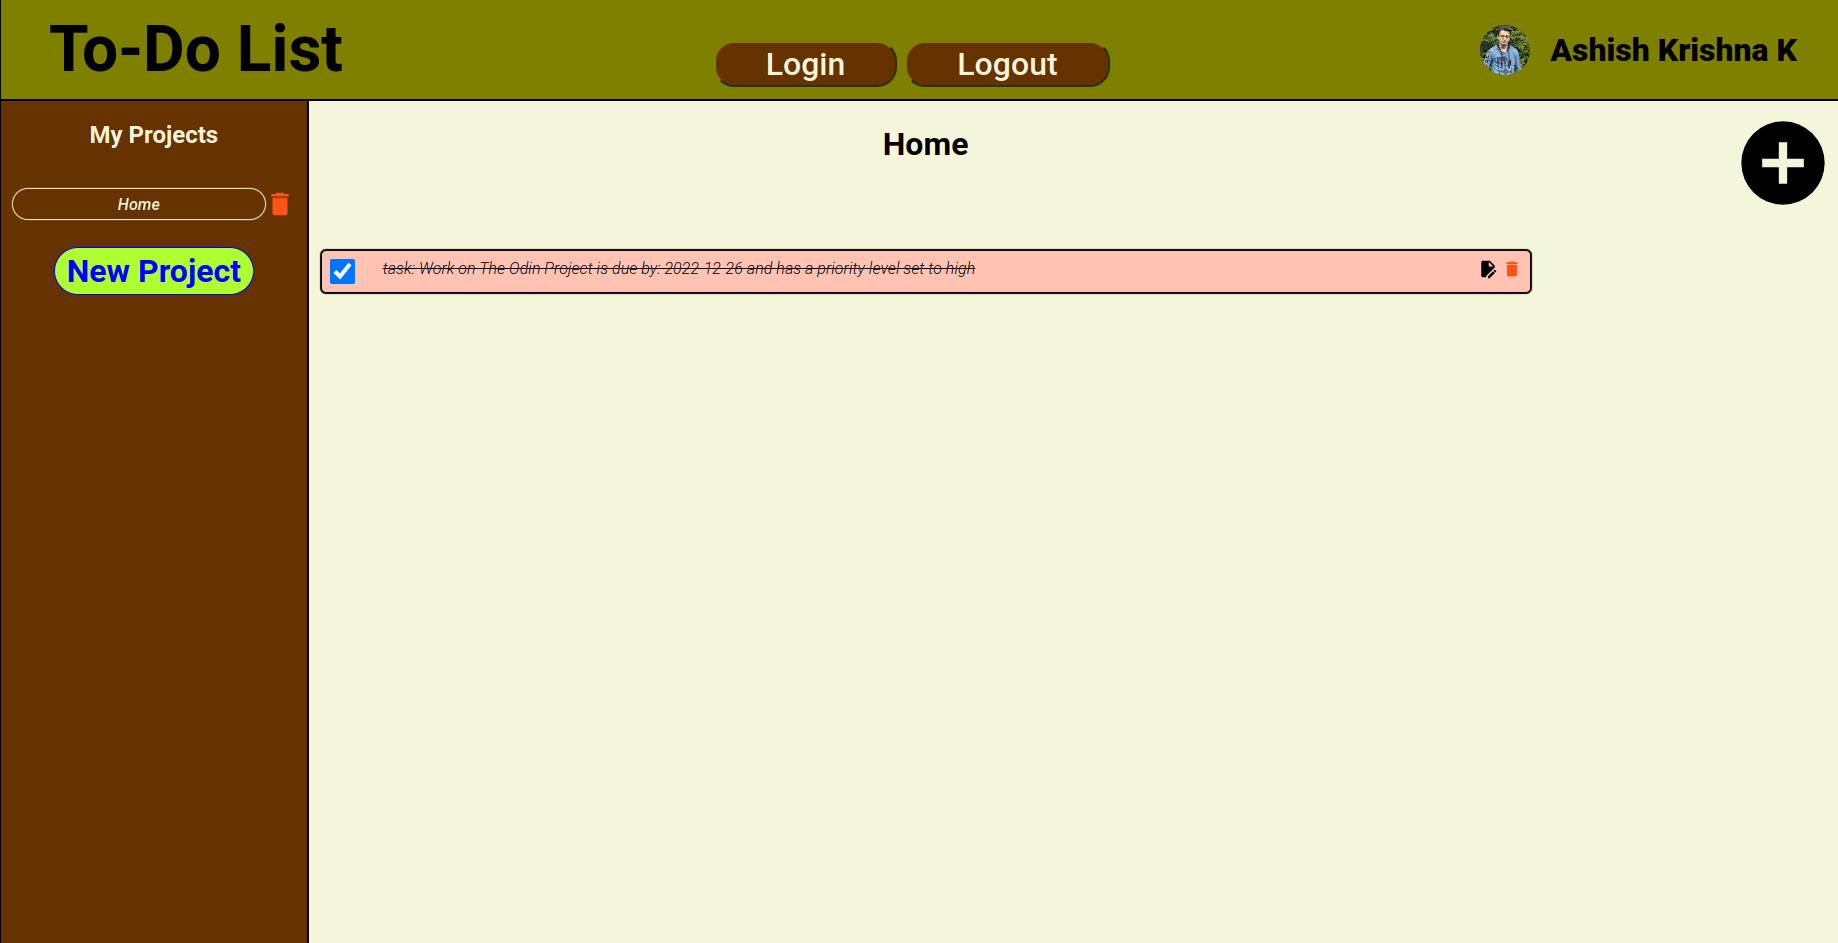 To-Do List
Login
Logout
Ashish Krishna K
My Projects
Home
New Project
Home
task: Work on The Odin Project is due by: 2022-12-26 and has a priority level set to high